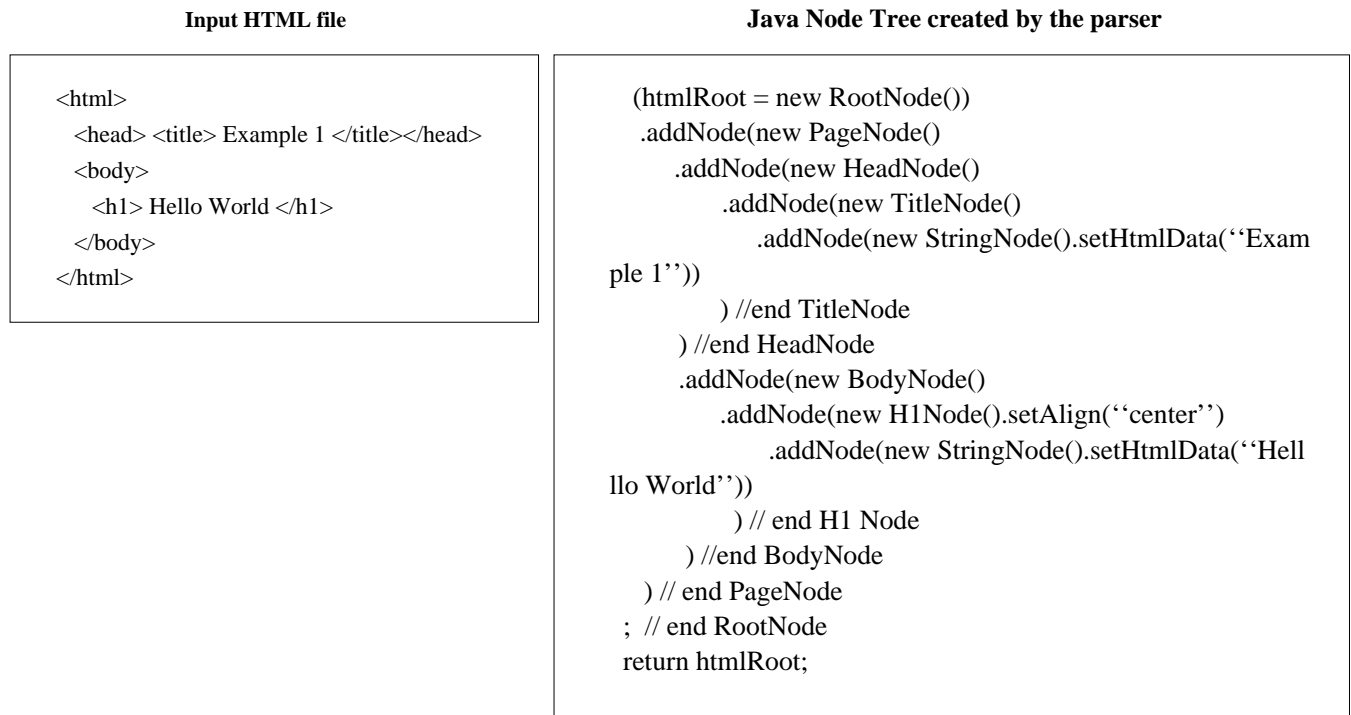 Input HTML file
<html>
<head> <title> Example 1 </title></head>
<body>
<h1> Hello World </h1>
</body>
</html>
Java Node Tree created by the parser
(htmlRoot = new RootNode())
.addNode(new PageNode()
.addNode(new HeadNode()
.addNode(new TitleNode()
.addNode(new StringNode().setHtmlData(‘‘Exam
ple 1’’))
) //end TitleNode
) //end HeadNode
.addNode(new BodyNode()
.addNode(new H1Node().setAlign(‘‘center’’)
.addNode(new StringNode().setHtmlData(‘‘Hell
llo World’’))
) // end H1 Node
) //end BodyNode
) // end PageNode
; // end RootNode
return htmlRoot;